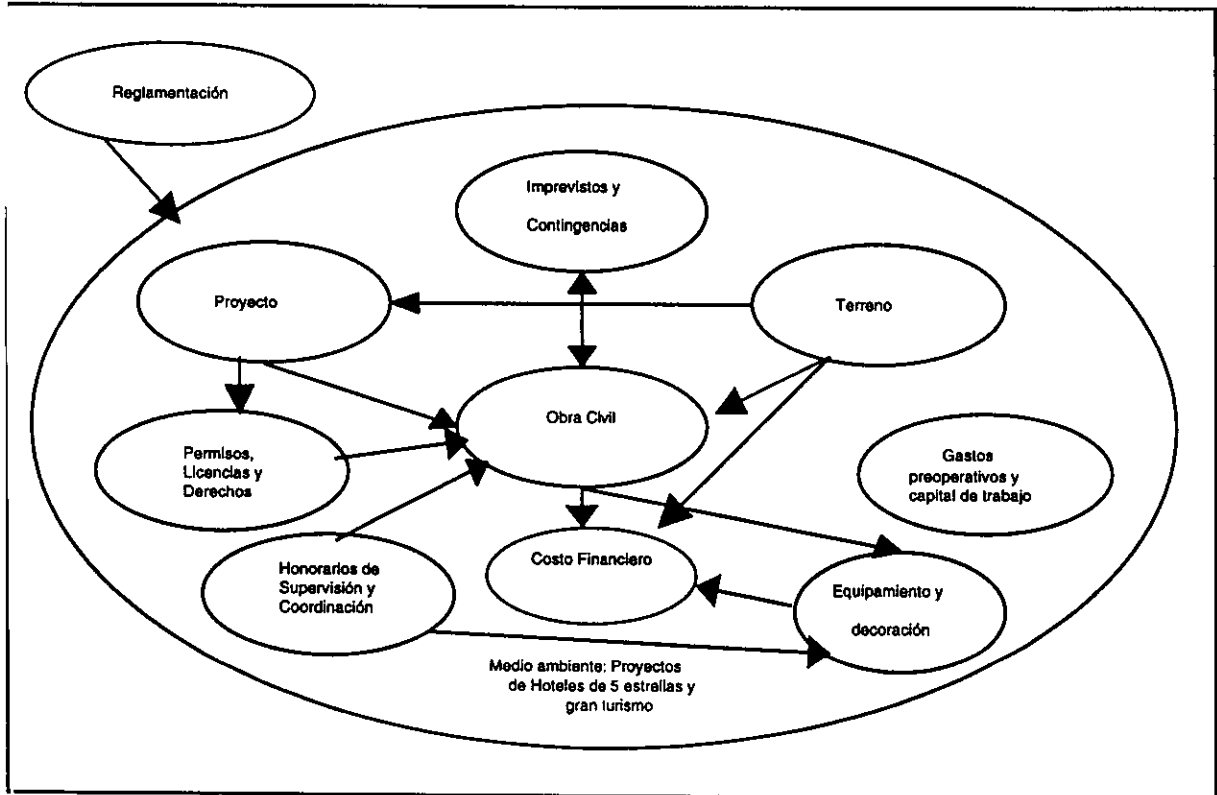 Reglamentación
Imprevistos y
Contingencias
Proyecto
Terreno
Obra Civil
Permisos,
Licencias y
Derechos
Gastos
preoperativos y
capital de trabajo
Honorarios de
Supervisión y
Coordinación
Costo Financiero
Equipamiento y
decoración
Medio ambiente: Proyectos
de Hoteles de 5 estrellas y
gran turismo